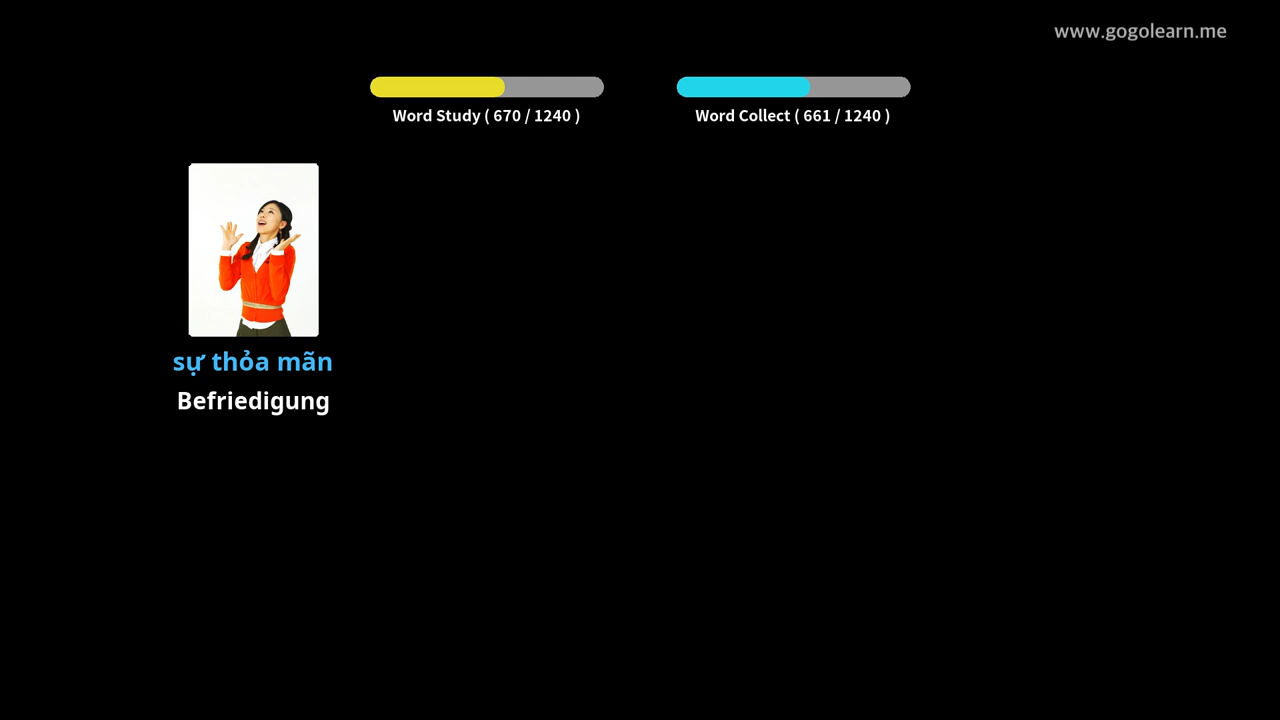 www.gogolearn.me
Word Study ( 670 / 1240 )
Word Collect ( 661 / 1240 )
sự thỏa mãn
Befriedigung